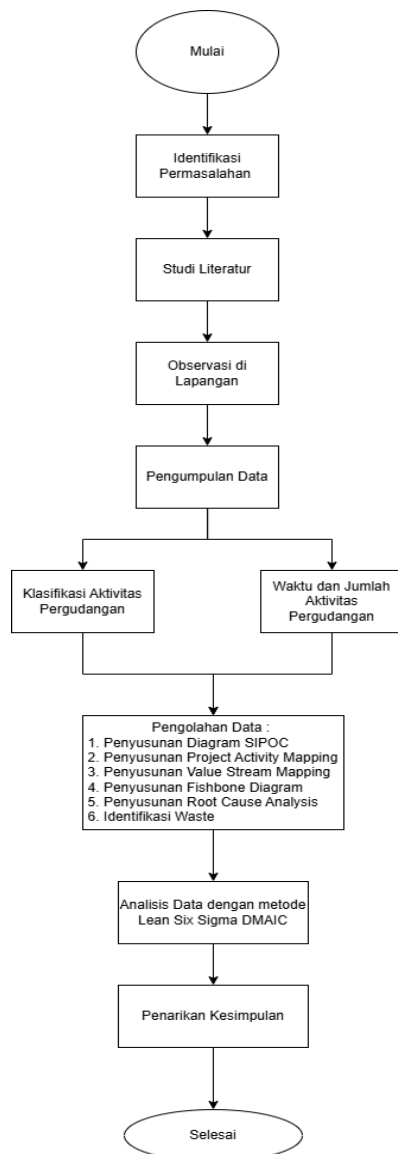 Mulai
Identifikasi
Permasalahan
Studi Literatur
Observasi di
Lapangan
Pengumpulan Data
Klasifikasi Aktivitas
Pergudangan
Waktu dan Jumlah
Aktivitas
Pergudangan
Pengolahan Data :
1. Penyusunan Diagram SIPOC
2. Penyusunan Project Activity Mapping
3. Penyusunan Value Stream Mapping
4. Penyusunan Fishbone Diagram
5. Penyusunan Root Cause Analysis
6. Identifikasi Waste
Analisis Data dengan metode
Lean Six Sigma DMAIC
Penarikan Kesimpulan
Selesai